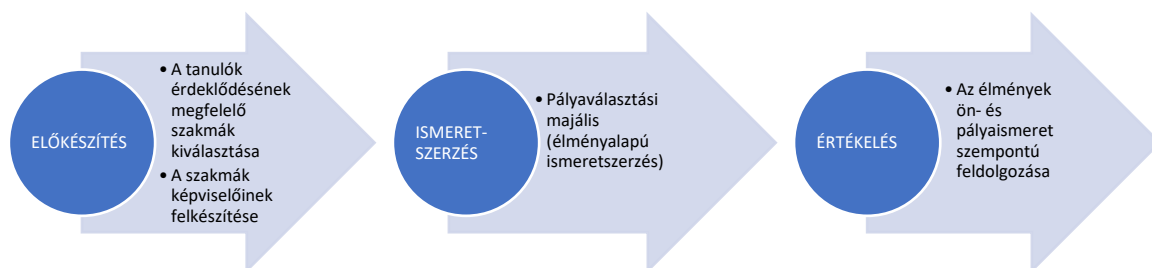 ELŐKÉSZÍTÉS
• A tanulók
érdeklődésének
megfelelő
szakmák
kiválasztása
• A szakmák
képviselőinek
felkészítése
ISMERET-
SZERZÉS
• Pályaválasztási
majális
(élményalapú
ismeretszerzés)
ÉRTÉKELÉS
• Az élmények
ön- és
pályaismeret
szempontú
feldolgozása